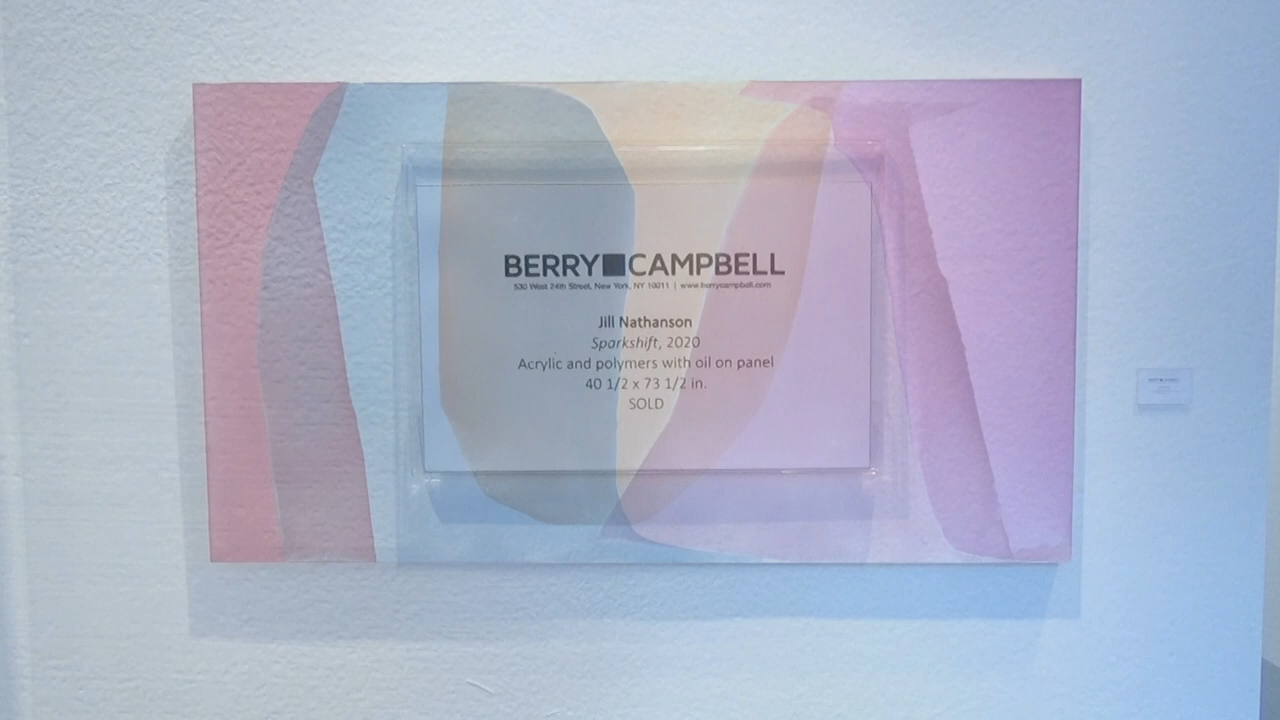 BERRY■CAMPBELL
530 West 24th Street, New York, NY 10011 | www.berrycampbell.com
Jill Nathanson
Sparkshift, 2020
Acrylic and polymers with oil on panel
40 1/2 x 73 1/2 in.
SOLD